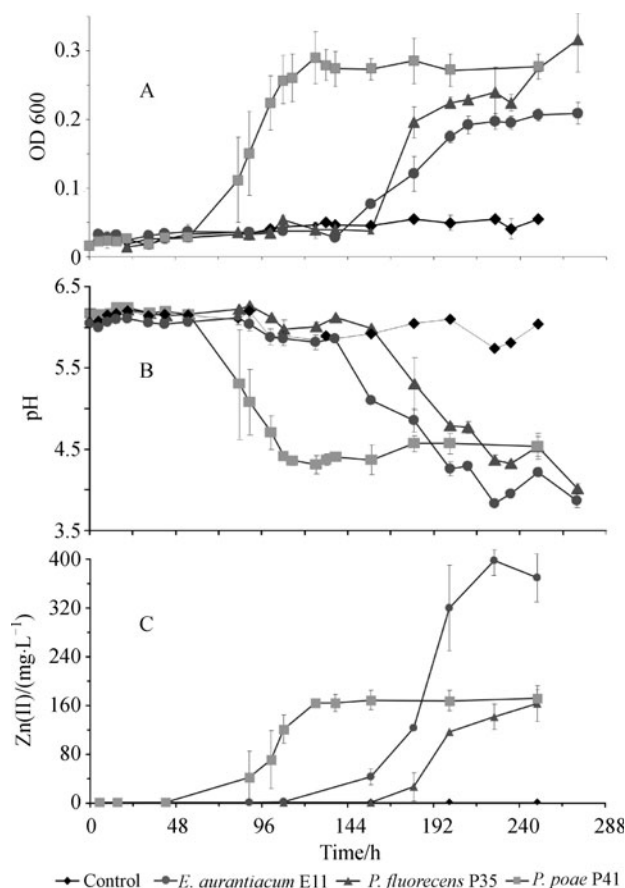 0.3
A
0.2
OD 600
0.1
0
6.5
5.5
B
pH
4.5
3.5
400
C
320
240
Zn(II)/(mg·L⁻¹)
160
80
0
0 48 96 144 192 240 288
Time/h
Control E. aurantiacum E11 P. fluorecens P35 P. poae P41